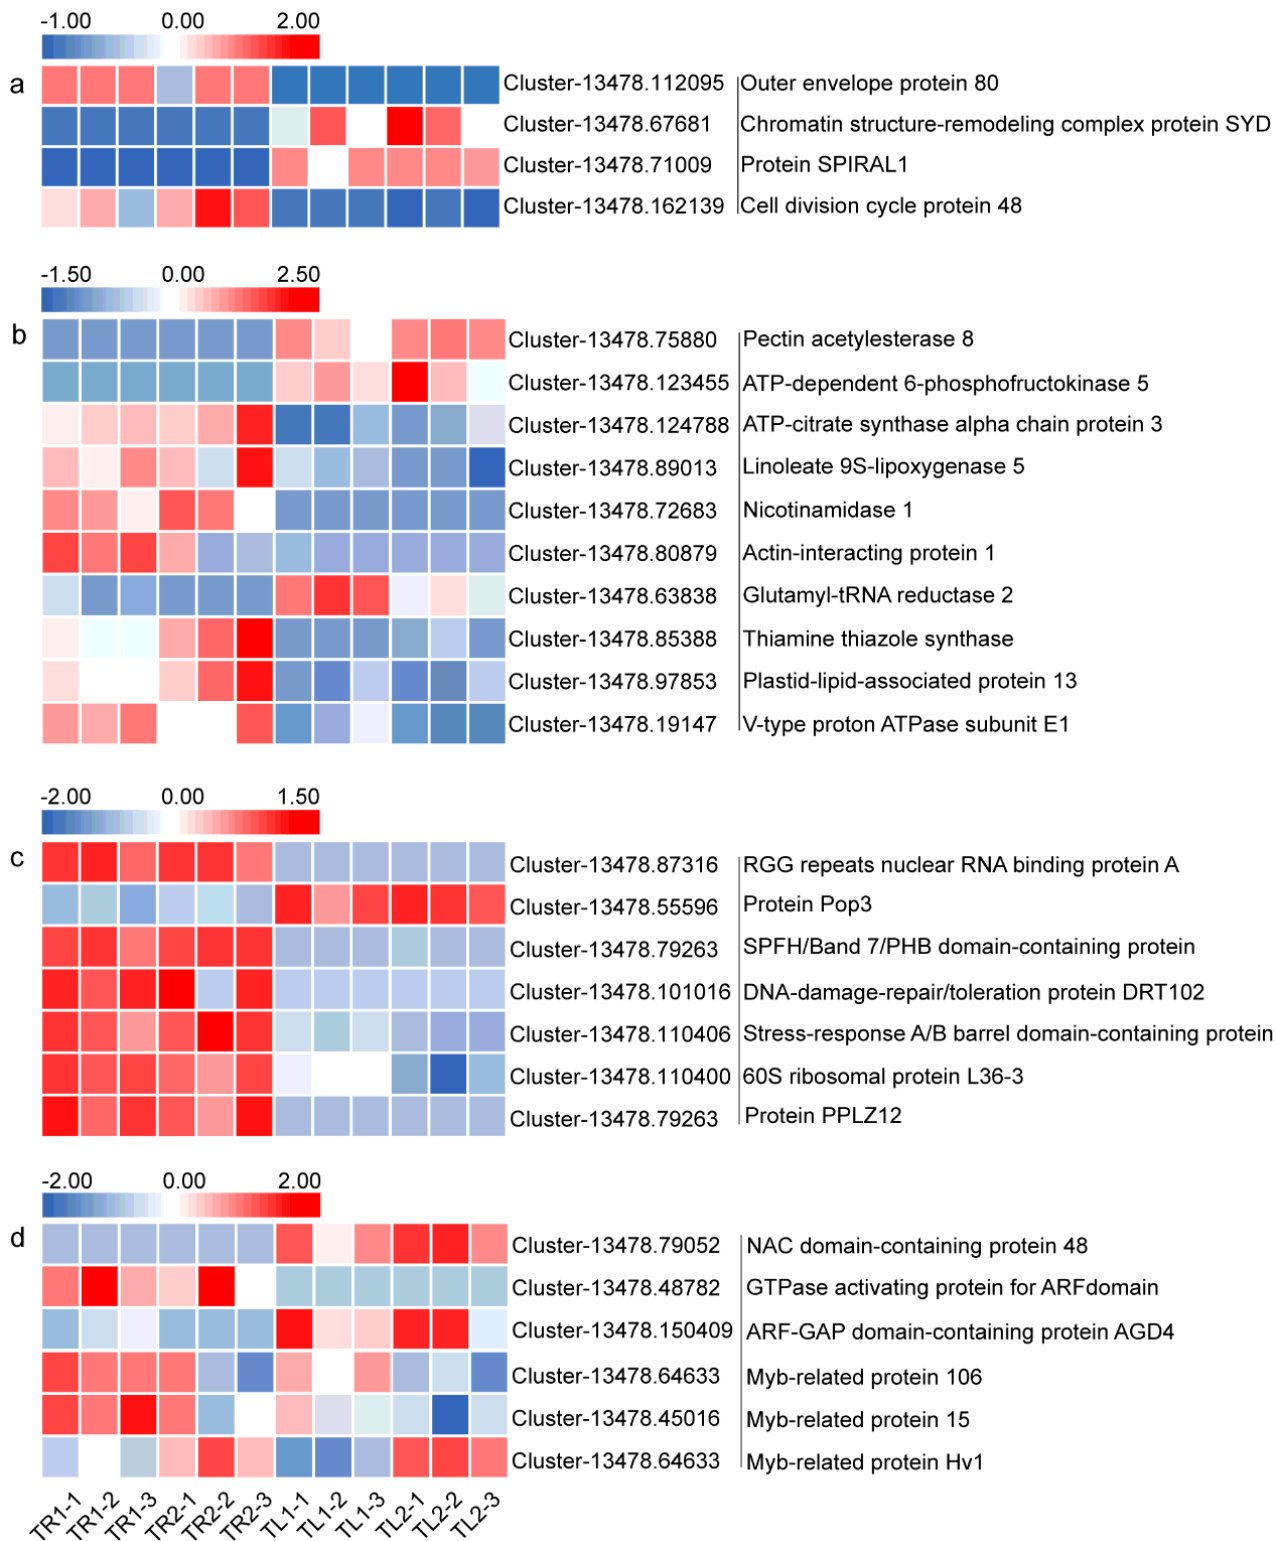 -1.00 0.00 2.00
a
Cluster-13478.112095 Outer envelope protein 80
Cluster-13478.67681 Chromatin structure-remodeling complex protein SYD
Cluster-13478.71009 Protein SPIRAL1
Cluster-13478.162139 Cell division cycle protein 48
-1.50 0.00 2.50
b
Cluster-13478.75880 Pectin acetylesterase 8
Cluster-13478.123455 ATP-dependent 6-phosphofructokinase 5
Cluster-13478.124788 ATP-citrate synthase alpha chain protein 3
Cluster-13478.89013 Linoleate 9S-lipoxygenase 5
Cluster-13478.72683 Nicotinamidase 1
Cluster-13478.80879 Actin-interacting protein 1
Cluster-13478.63838 Glutamyl-tRNA reductase 2
Cluster-13478.85388 Thiamine thiazole synthase
Cluster-13478.97853 Plastid-lipid-associated protein 13
Cluster-13478.19147 V-type proton ATPase subunit E1
-2.00 0.00 1.50
c
Cluster-13478.87316 RGG repeats nuclear RNA binding protein A
Cluster-13478.55596 Protein Pop3
Cluster-13478.79263 SPFH/Band 7/PHB domain-containing protein
Cluster-13478.101016 DNA-damage-repair/toleration protein DRT102
Cluster-13478.110406 Stress-response A/B barrel domain-containing protein
Cluster-13478.110400 60S ribosomal protein L36-3
Cluster-13478.79263 Protein PPLZ12
-2.00 0.00 2.00
d
Cluster-13478.79052 NAC domain-containing protein 48
Cluster-13478.48782 GTPase activating protein for ARFdomain
Cluster-13478.150409 ARF-GAP domain-containing protein AGD4
Cluster-13478.64633 Myb-related protein 106
Cluster-13478.45016 Myb-related protein 15
Cluster-13478.64633 Myb-related protein Hv1
TR1-1 TR1-2 TR1-3 TR2-1 TR2-2 TR2-3 TL1-1 TL1-2 TL1-3 TL2-1 TL2-2 TL2-3